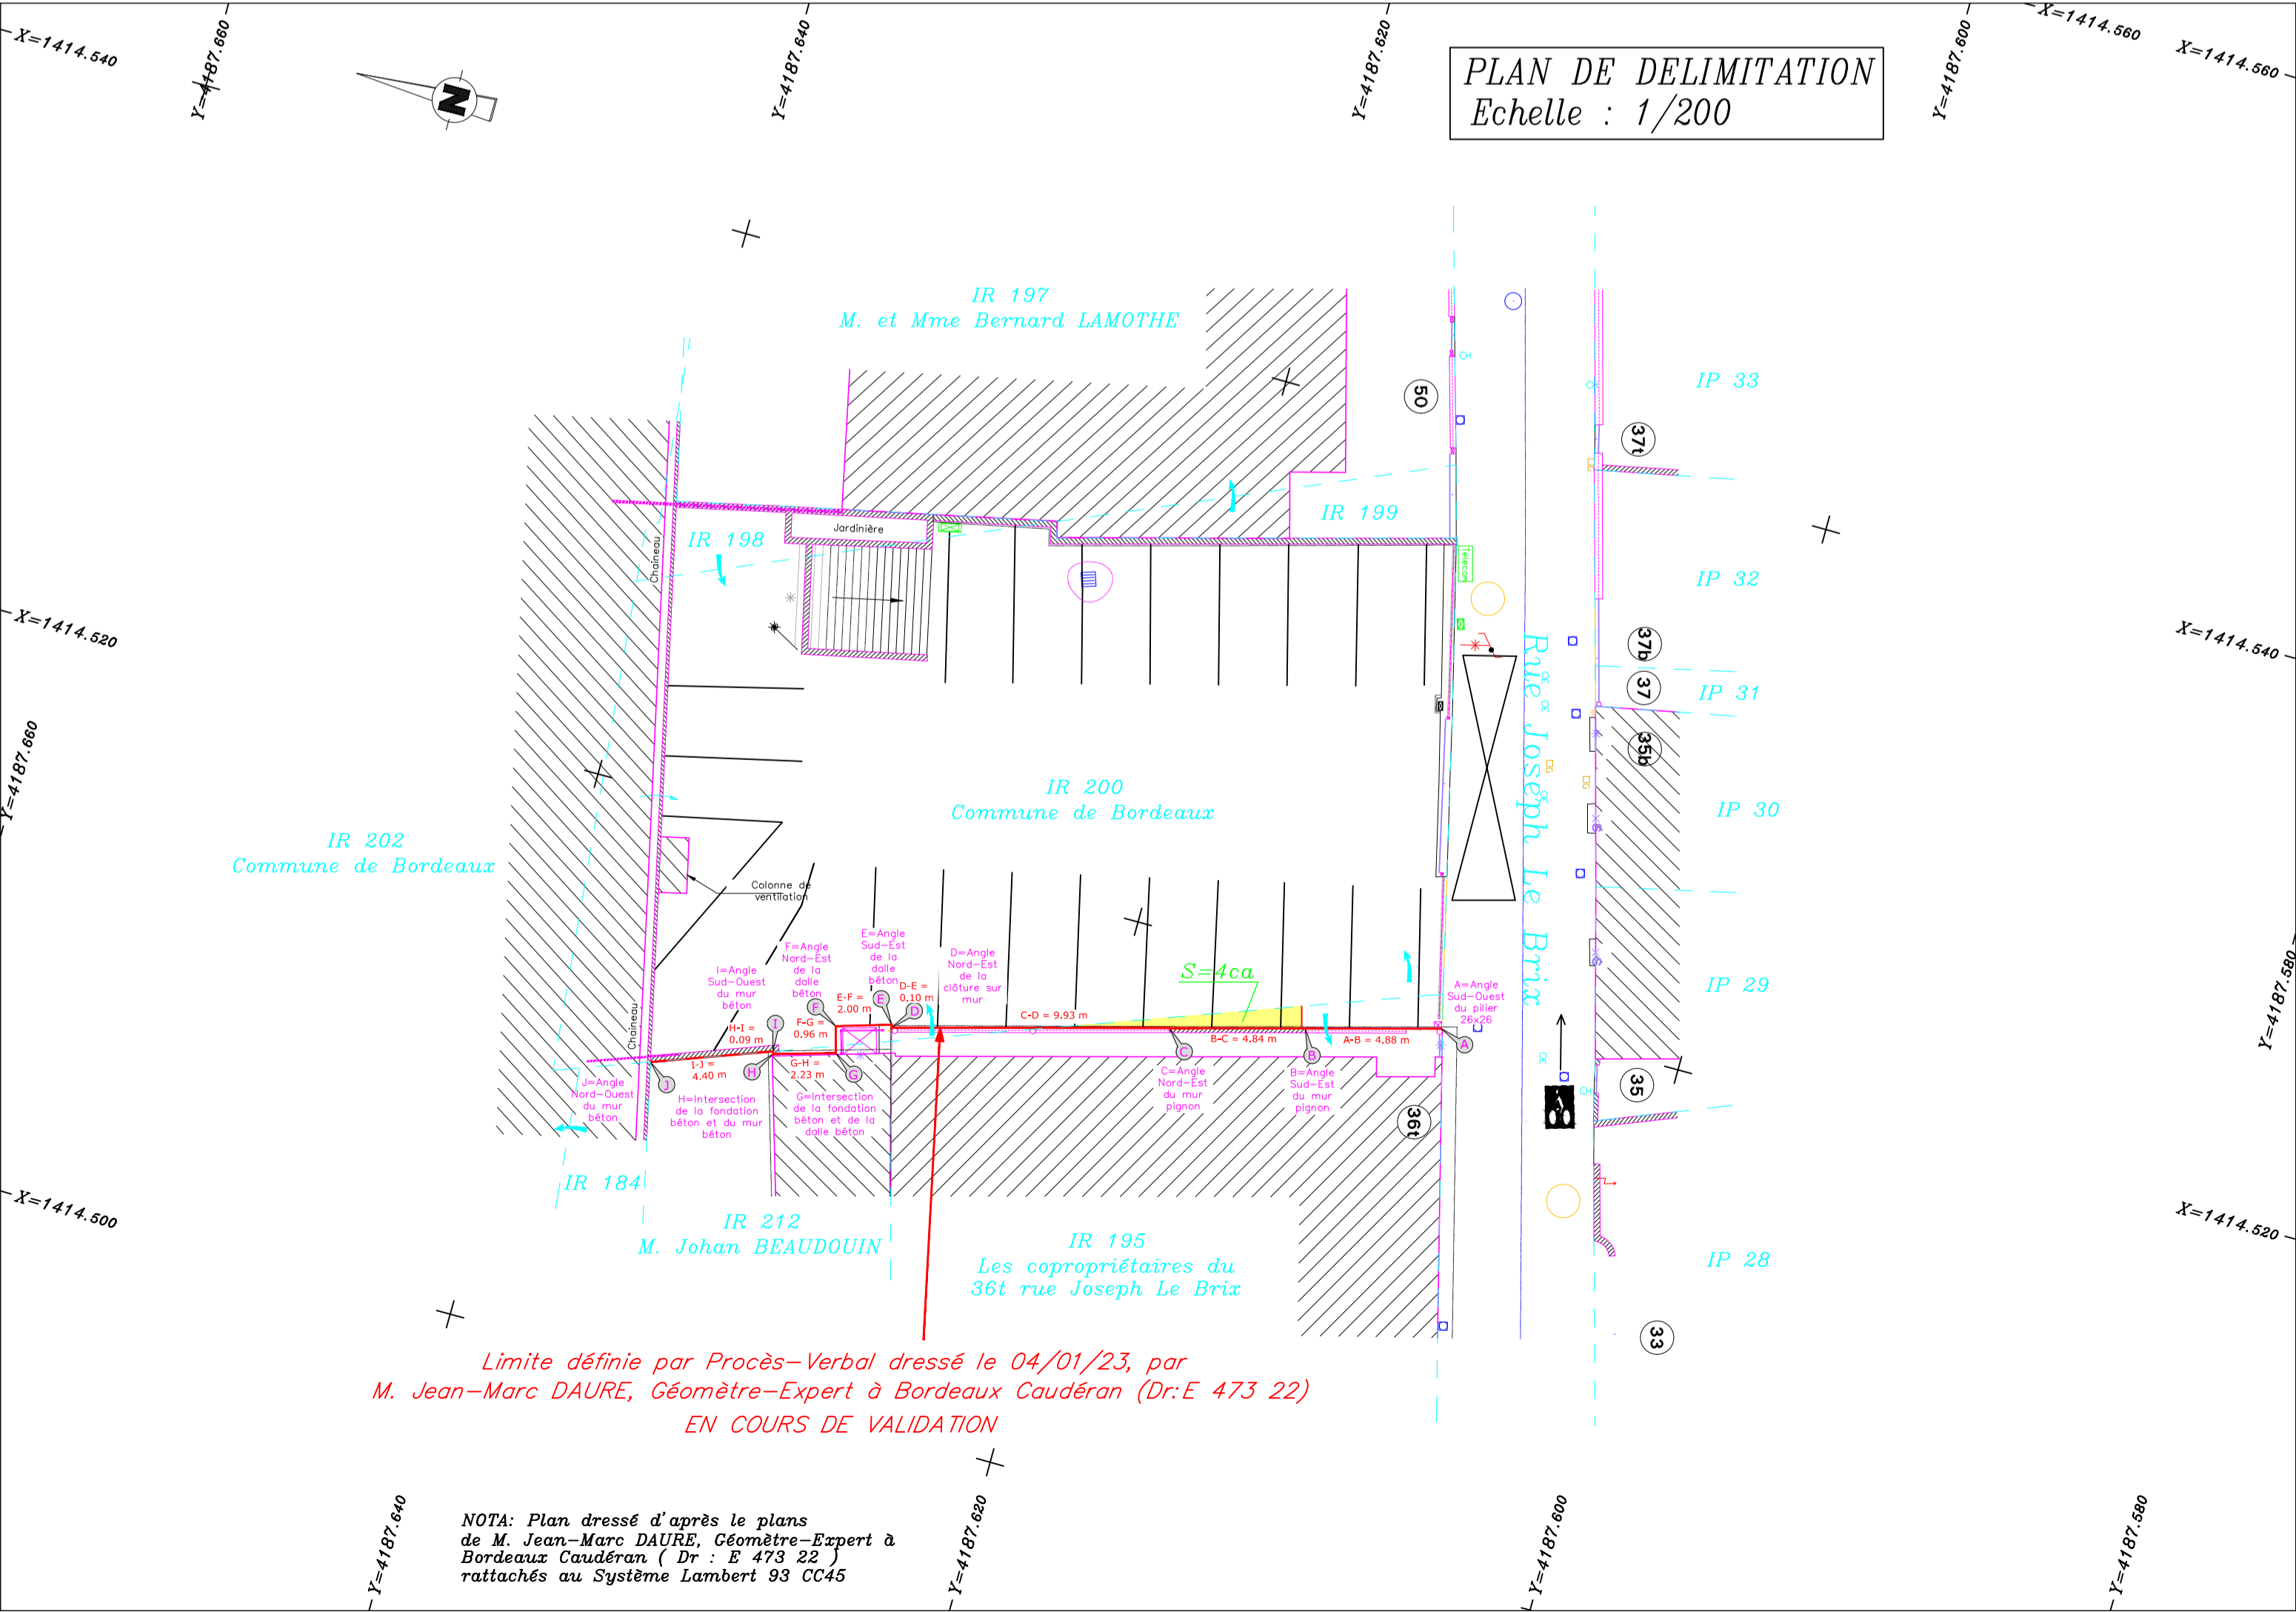 X=1414.540
Y=4187.660
Y=4187.640
Y=4187.620
Y=4187.600
X=1414.560
X=1414.560
N
PLAN DE DELIMITATION
Echelle : 1/200
IR 197
M. et Mme Bernard LAMOTHE
IP 33
50
37t
IR 198
Jardinière
IR 199
Chaineau
Telecom
IP 32
X=1414.520
X=1414.540
37b
37
IP 31
35b
Rue Joseph Le Brix
IR 200
Commune de Bordeaux
IP 30
Y=4187.660
IR 202
Commune de Bordeaux
Colonne de
ventilation
IP 29
Y=4187.580
F=Angle
Nord-Est
de la
dalle
béton
E=Angle
Sud-Est
de la
dalle
béton
D=Angle
Nord-Est
de la
clôture sur
mur
I=Angle
Sud-Ouest
du mur
béton
S=4ca
A=Angle
Sud-Ouest
du pilier
26x26
E-F =
2.00 m
D-E =
0.10 m
C-D = 9.93 m
H-I =
0.09 m
F-G =
0.96 m
B-C = 4.84 m
A-B = 4.88 m
I-J =
4.40 m
G-H =
2.23 m
F
E
D
I
H
G
J
C
B
A
Chaineau
J=Angle
Nord-Ouest
du mur
béton
H=Intersection
de la fondation
béton et du mur
béton
G=Intersection
de la fondation
béton et de la
dalle béton
C=Angle
Nord-Est
du mur
pignon
B=Angle
Sud-Est
du mur
pignon
36t
35
IR 184
IR 212
M. Johan BEAUDOUIN
IR 195
Les copropriétaires du
36t rue Joseph Le Brix
X=1414.500
X=1414.520
IP 28
33
Limite définie par Procès-Verbal dressé le 04/01/23, par
M. Jean-Marc DAURE, Géomètre-Expert à Bordeaux Caudéran (Dr:E 473 22)
EN COURS DE VALIDATION
NOTA: Plan dressé d'après le plans
de M. Jean-Marc DAURE, Géomètre-Expert à
Bordeaux Caudéran ( Dr : E 473 22 )
rattachés au Système Lambert 93 CC45
Y=4187.640
Y=4187.620
Y=4187.600
Y=4187.580